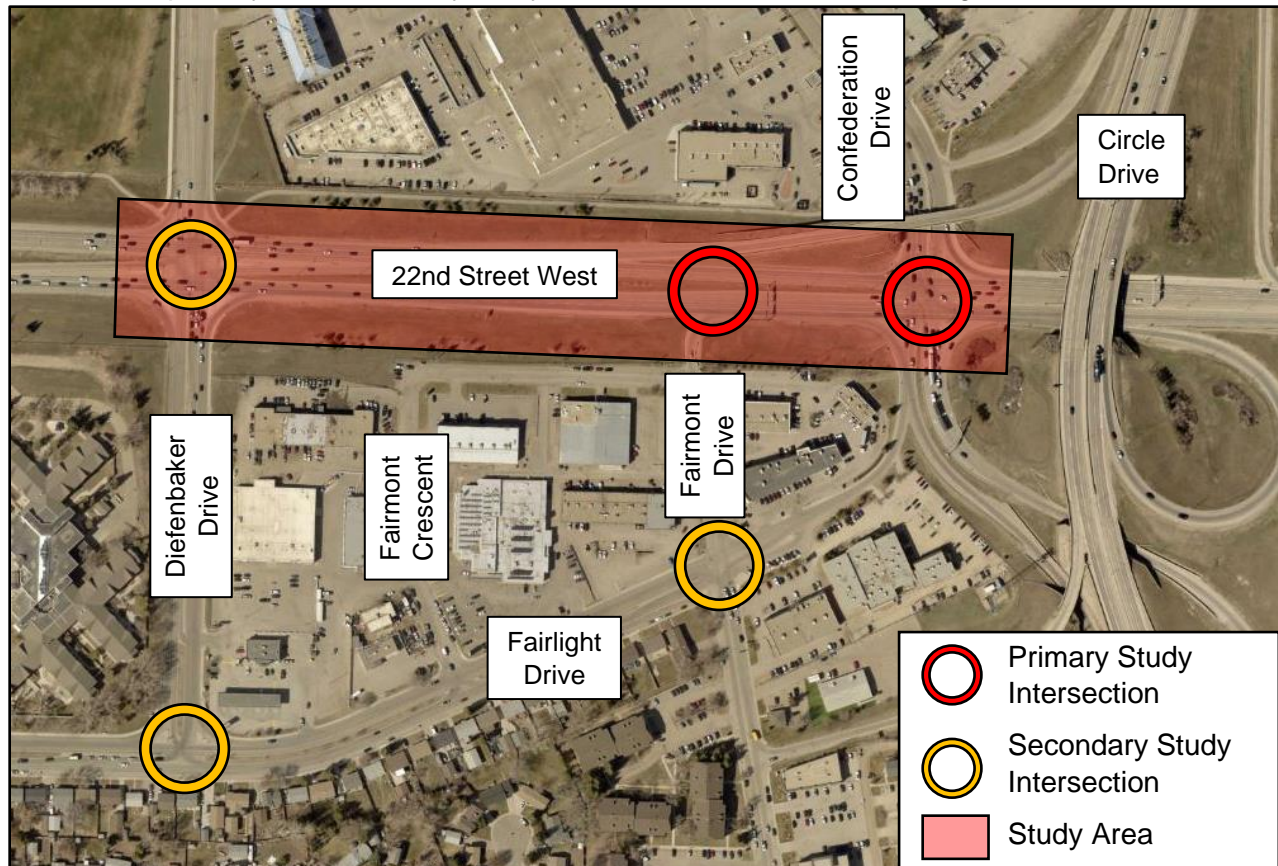 Confederation
Drive
Circle
Drive
22nd Street West
Diefenbaker
Drive
Fairmont
Crescent
Fairmont
Drive
Fairlight
Drive
Primary Study
Intersection
Secondary Study
Intersection
Study Area